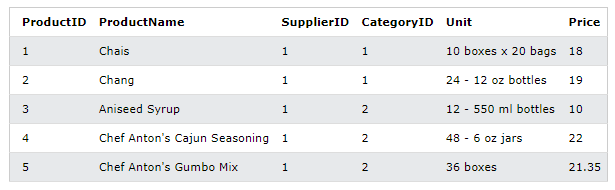 ProductID ProductName SupplierID CategoryID Unit Price
1 Chais 1 1 10 boxes x 20 bags 18
2 Chang 1 1 24 - 12 oz bottles 19
3 Aniseed Syrup 1 2 12 - 550 ml bottles 10
4 Chef Anton's Cajun Seasoning 1 2 48 - 6 oz jars 22
5 Chef Anton's Gumbo Mix 1 2 36 boxes 21.35